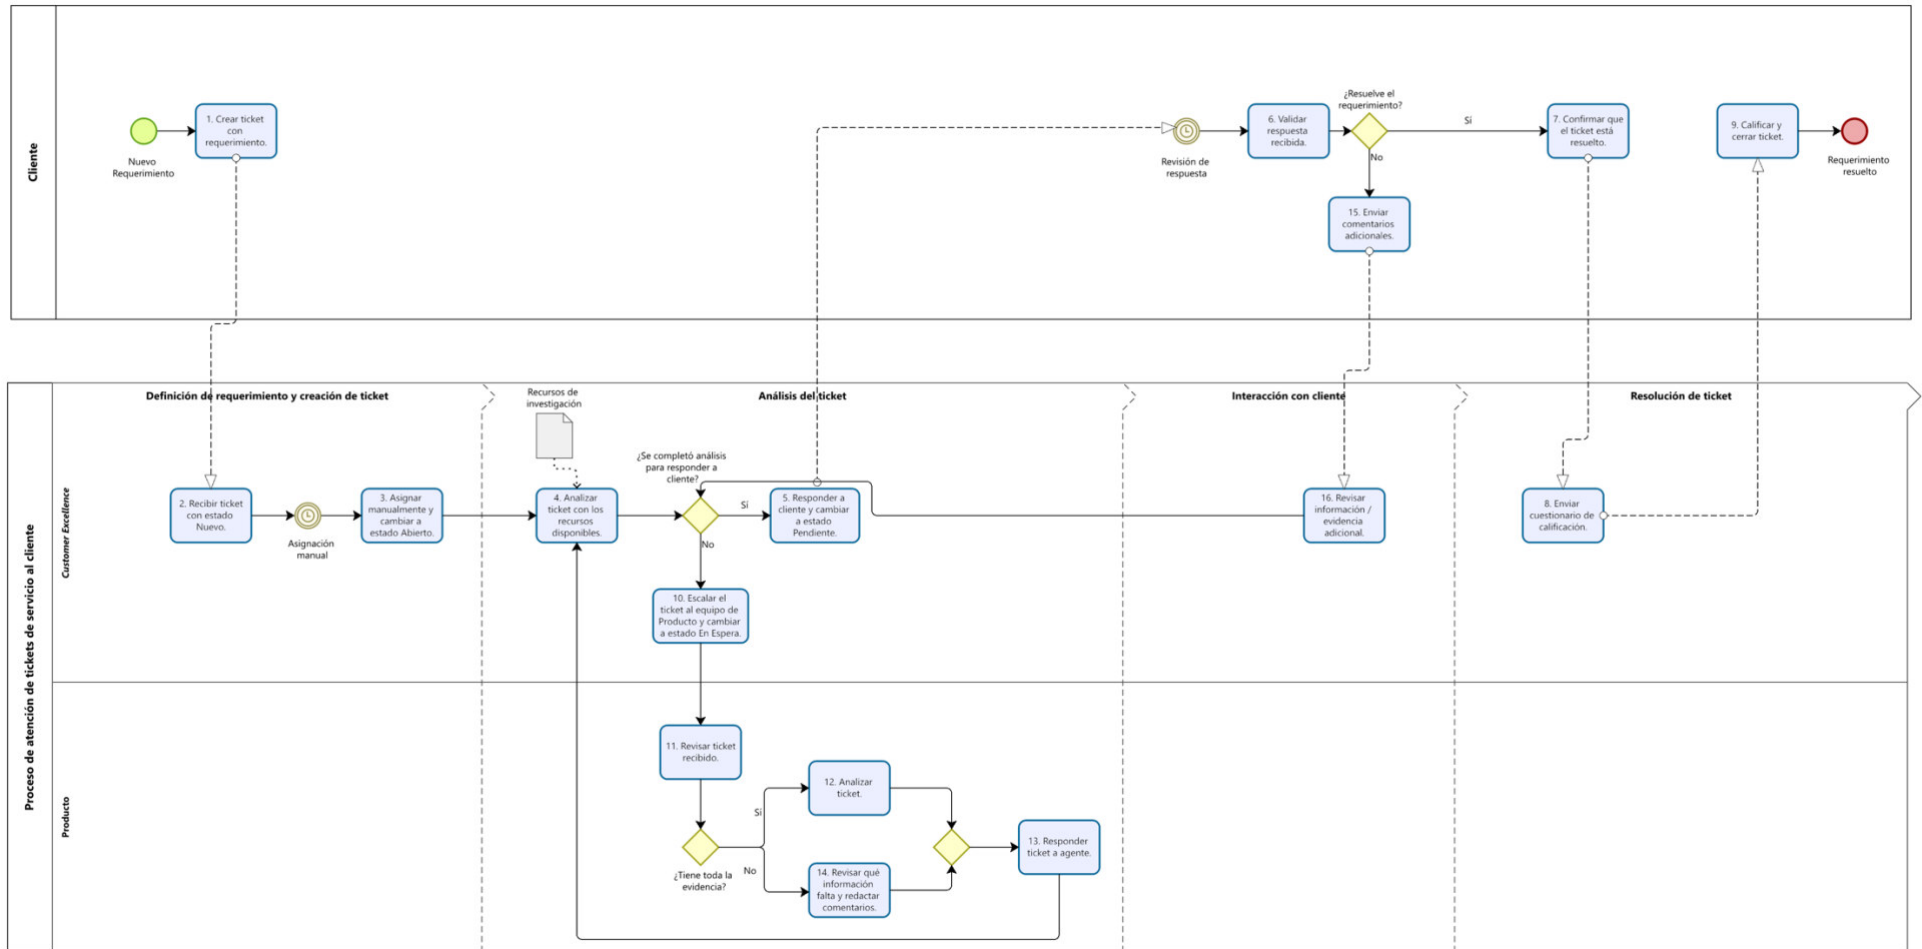 Cliente
Nuevo
Requerimiento
1. Crear ticket
con
requerimiento.
Revisión de
respuesta
6. Validar
respuesta
recibida.
¿Resuelve el
requerimiento?
Sí
No
7. Confirmar que
el ticket está
resuelto.
9. Calificar y
cerrar ticket.
Requerimiento
resuelto
15. Enviar
comentarios
adicionales.
Proceso de atención de tickets de servicio al cliente
Definición de requerimiento y creación de ticket
Análisis del ticket
Interacción con cliente
Resolución de ticket
Customer Excellence
2. Recibir ticket
con estado
Nuevo.
Asignación
manual
3. Asignar
manualmente y
cambiar a
estado Abierto.
Recursos de
investigación
4. Analizar
ticket con los
recursos
disponibles.
¿Se completó análisis
para responder a
cliente?
Sí
No
5. Responder a
cliente y cambiar
a estado
Pendiente.
16. Revisar
información /
evidencia
adicional.
8. Enviar
cuestionario de
calificación.
10. Escalar el
ticket al equipo de
Producto y cambiar
a estado En Espera.
Producto
11. Revisar ticket
recibido.
¿Tiene toda la
evidencia?
Sí
No
12. Analizar
ticket.
14. Revisar qué
información
falta y redactar
comentarios.
13. Responder
ticket a agente.